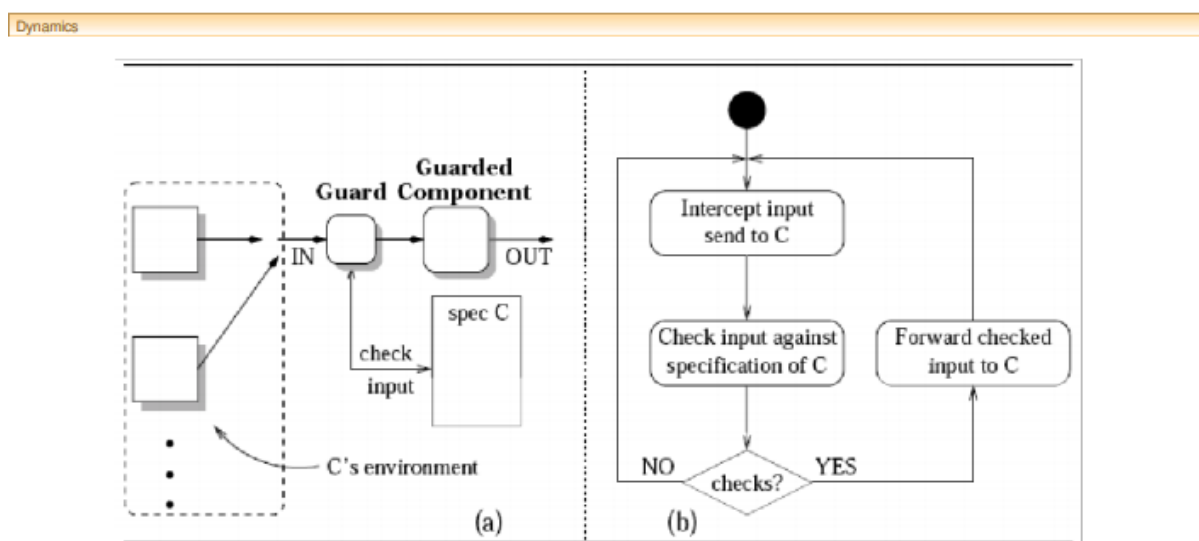 Dynamics
Guarded
Guard Component
IN
OUT
spec C
check
input
C's environment
(a)
Intercept input
send to C
Check input against
specification of C
Forward checked
input to C
NO
checks?
YES
(b)